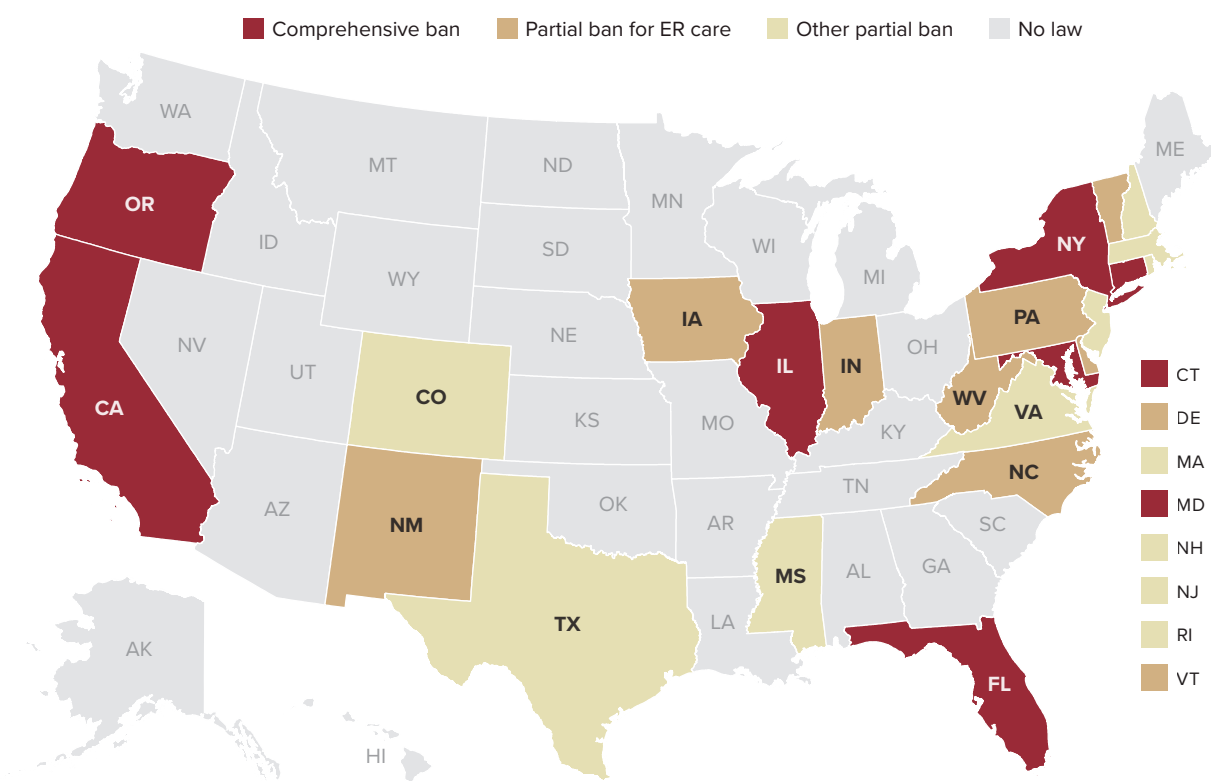 Comprehensive ban
Partial ban for ER care
Other partial ban
No law
WA
MT
ND
MN
ME
OR
ID
SD
WI
NY
WY
MI
IA
PA
NV
NE
OH
UT
IL
IN
CT
CO
WV
CA
VA
DE
KS
MO
KY
MA
NC
TN
AZ
OK
NM
AR
SC
MD
NH
MS
AL
GA
NJ
TX
LA
RI
AK
FL
VT
HI